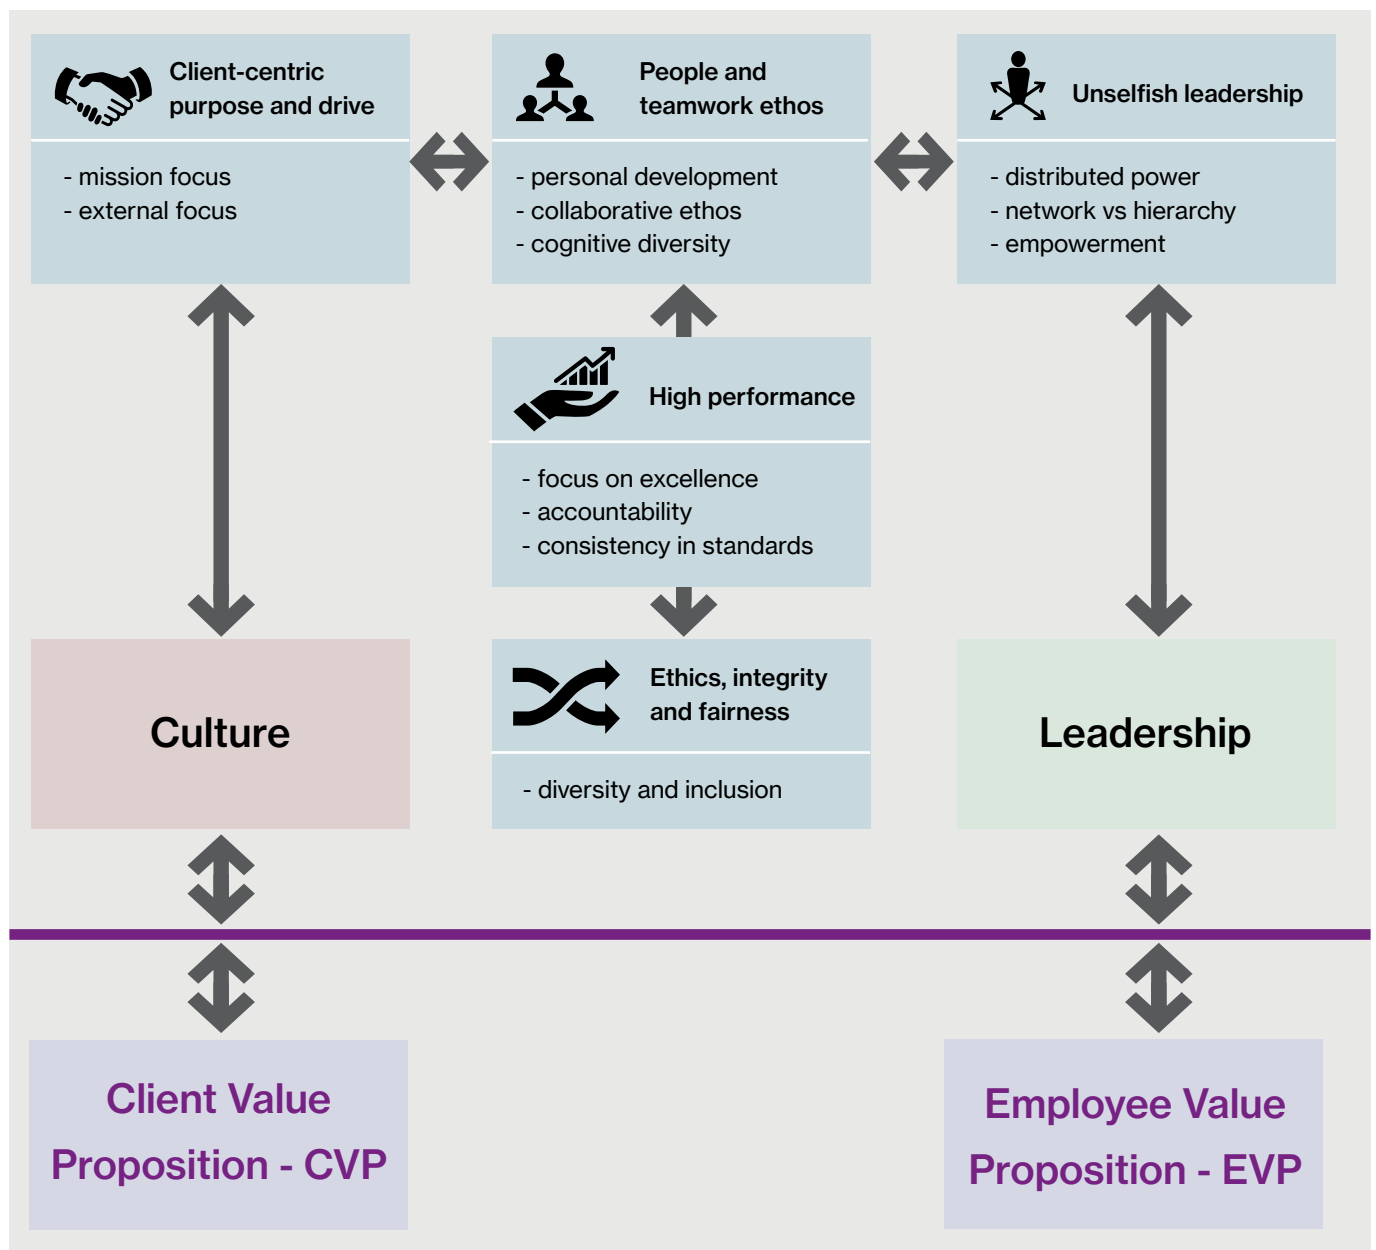 Client-centric
purpose and drive
- mission focus
- external focus
People and
teamwork ethos
- personal development
- collaborative ethos
- cognitive diversity
Unselfish leadership
- distributed power
- network vs hierarchy
- empowerment
High performance
- focus on excellence
- accountability
- consistency in standards
Culture
Ethics, integrity
and fairness
- diversity and inclusion
Leadership
Client Value
Proposition - CVP
Employee Value
Proposition - EVP